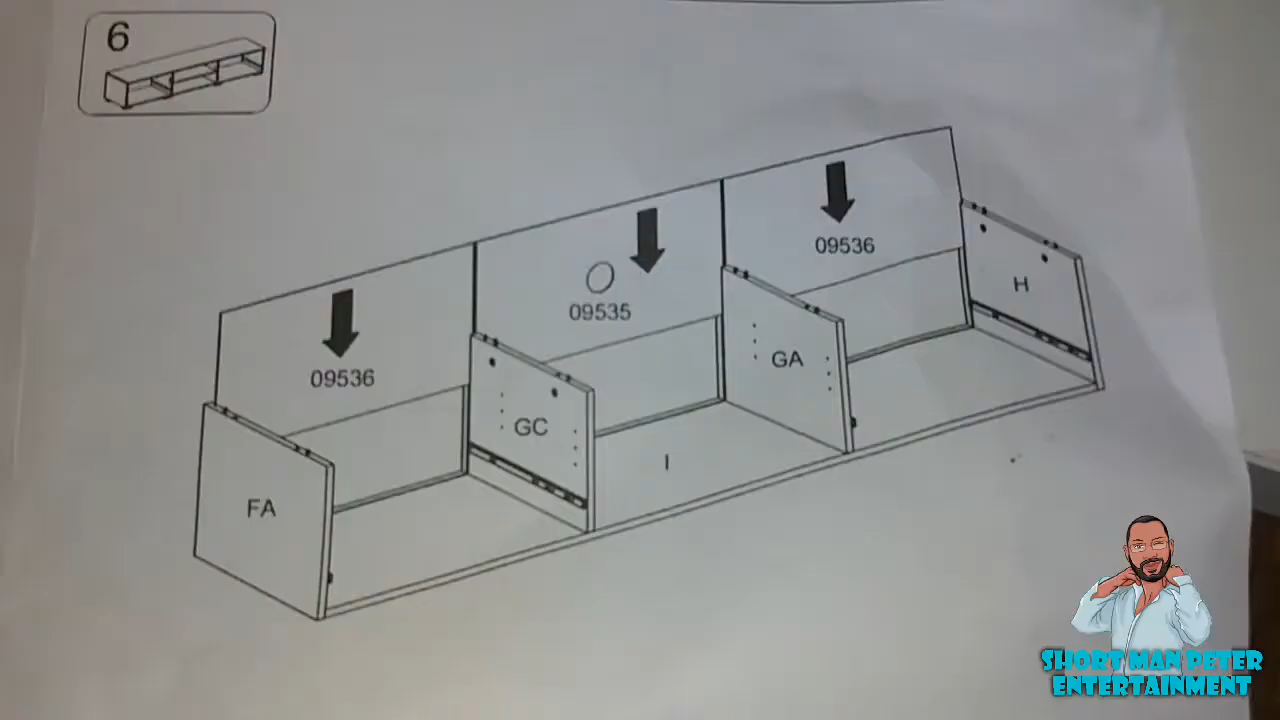 6
09536
09535
09536
H
GA
GC
I
FA
SHORT MAN PETER
ENTERTAINMENT